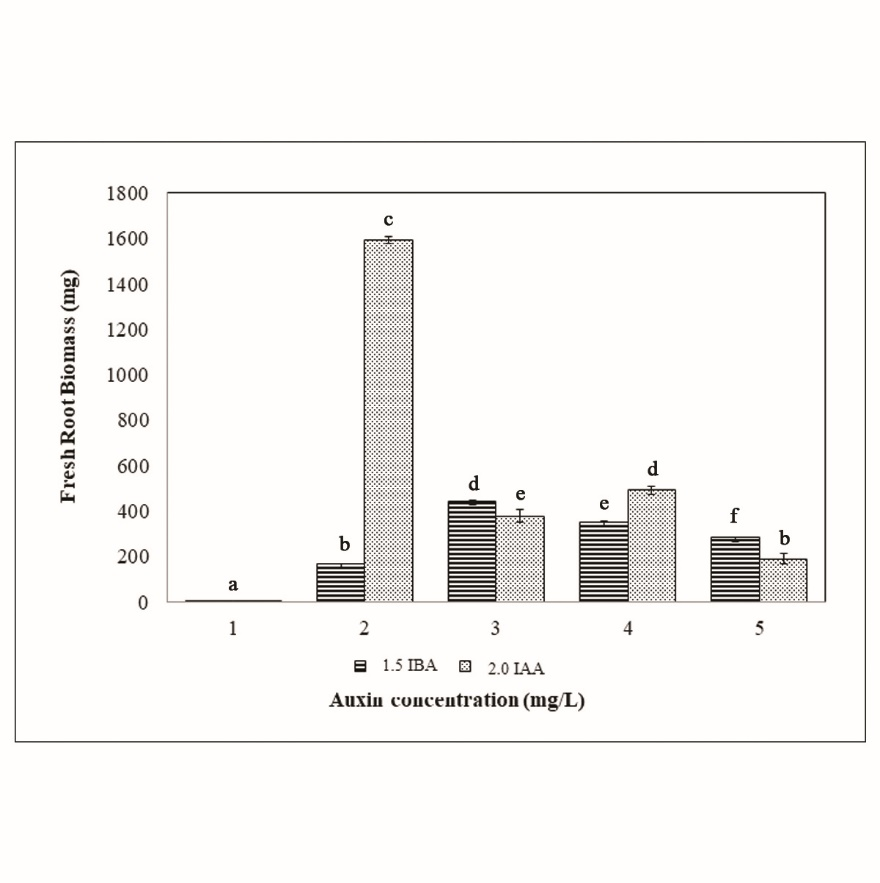 1800
c
1600
1400
1200
1000
800
600
d
d
e
e
400
f
b
b
200
a
0
1 2 3 4 5
1.5 IBA 2.0 IAA
Auxin concentration (mg/L)
Fresh Root Biomass (mg)